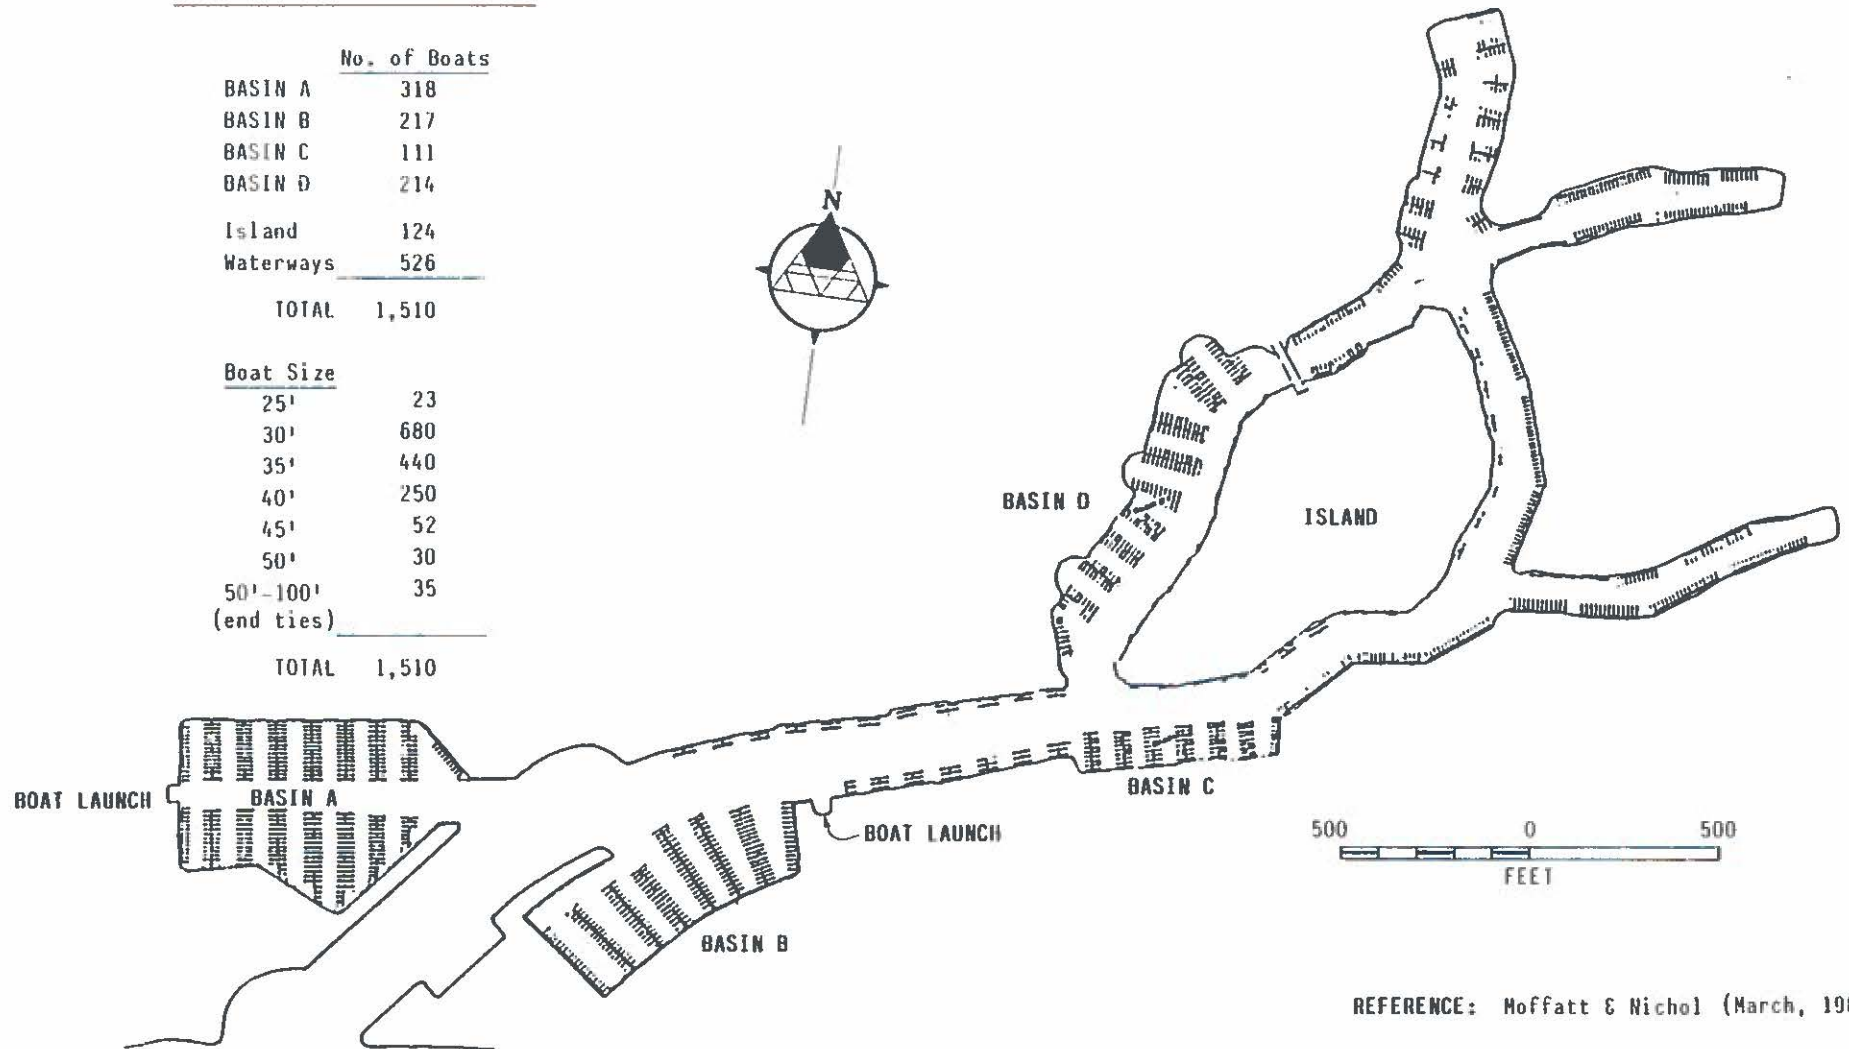 No. of Boats
BASIN A 318
BASIN B 217
BASIN C 111
BASIN D 214
Island 124
Waterways 526
TOTAL 1,510
Boat Size
25' 23
30' 680
35' 440
40' 250
45' 52
50' 30
50'-100' 35
(end ties)
TOTAL 1,510
N
BASIN D
ISLAND
BOAT LAUNCH
BASIN A
BASIN C
BOAT LAUNCH
BASIN B
500 0 500
FEET
REFERENCE: Moffatt & Nichol (March,